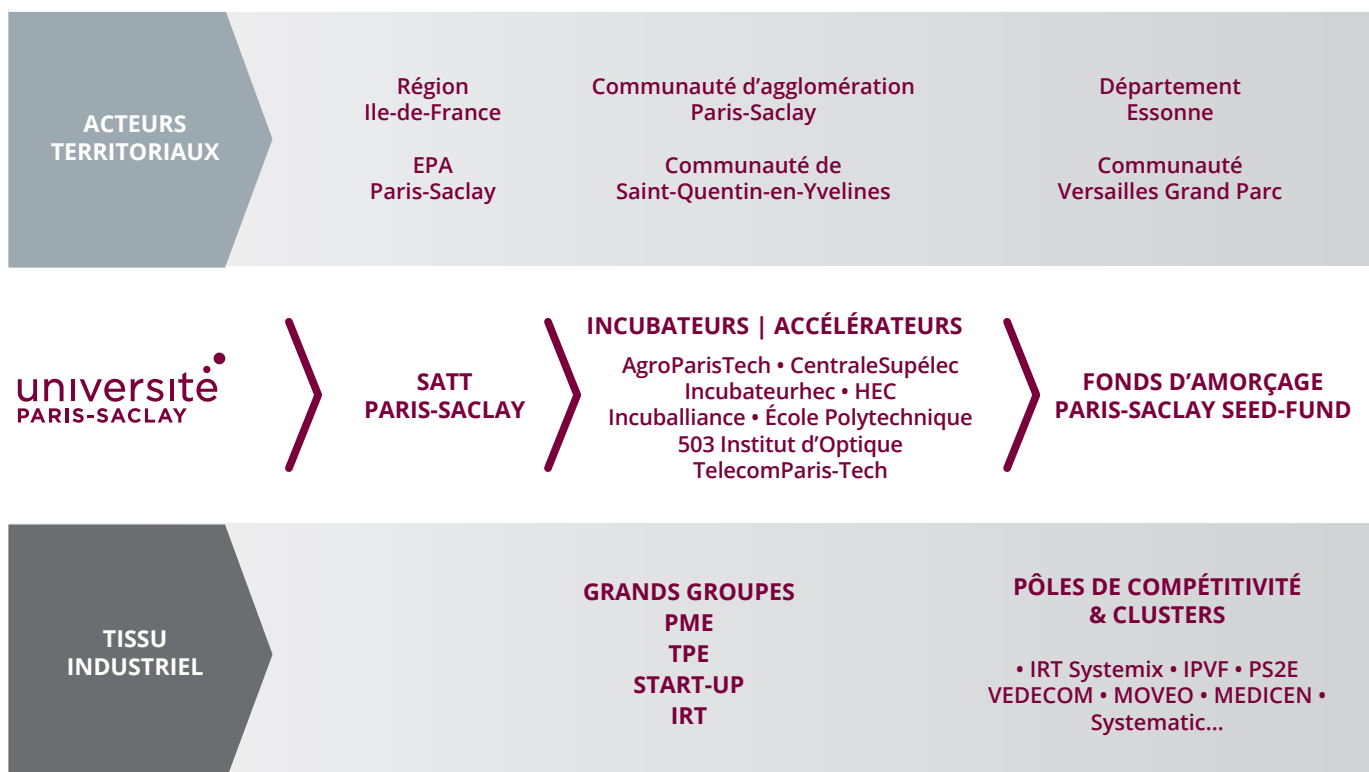 ACTEURS
TERRITORIAUX
Région
Ile-de-France
Communauté d’agglomération
Paris-Saclay
Département
Essonne
EPA
Paris-Saclay
Communauté de
Saint-Quentin-en-Yvelines
Communauté
Versailles Grand Parc
université
PARIS-SACLAY
SATT
PARIS-SACLAY
INCUBATEURS | ACCÉLÉRATEURS
AgroParisTech • CentraleSupélec
Incubateurhec • HEC
Incuballiance • École Polytechnique
503 Institut d’Optique
TelecomParis-Tech
FONDS D’AMORÇAGE
PARIS-SACLAY SEED-FUND
TISSU
INDUSTRIEL
GRANDS GROUPES
PME
TPE
START-UP
IRT
PÔLES DE COMPÉTITIVITÉ
& CLUSTERS
• IRT Systemix • IPVF • PS2E
VEDECOM • MOVEO • MEDICEN •
Systematic...